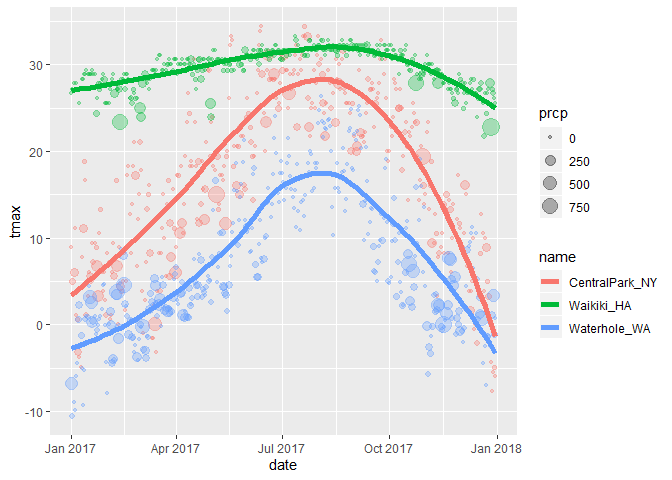 30
20
10
0
-10
tmax
Jan 2017
Apr 2017
Jul 2017
Oct 2017
Jan 2018
date
prcp
0
250
500
750
name
CentralPark_NY
Waikiki_HA
Waterhole_WA